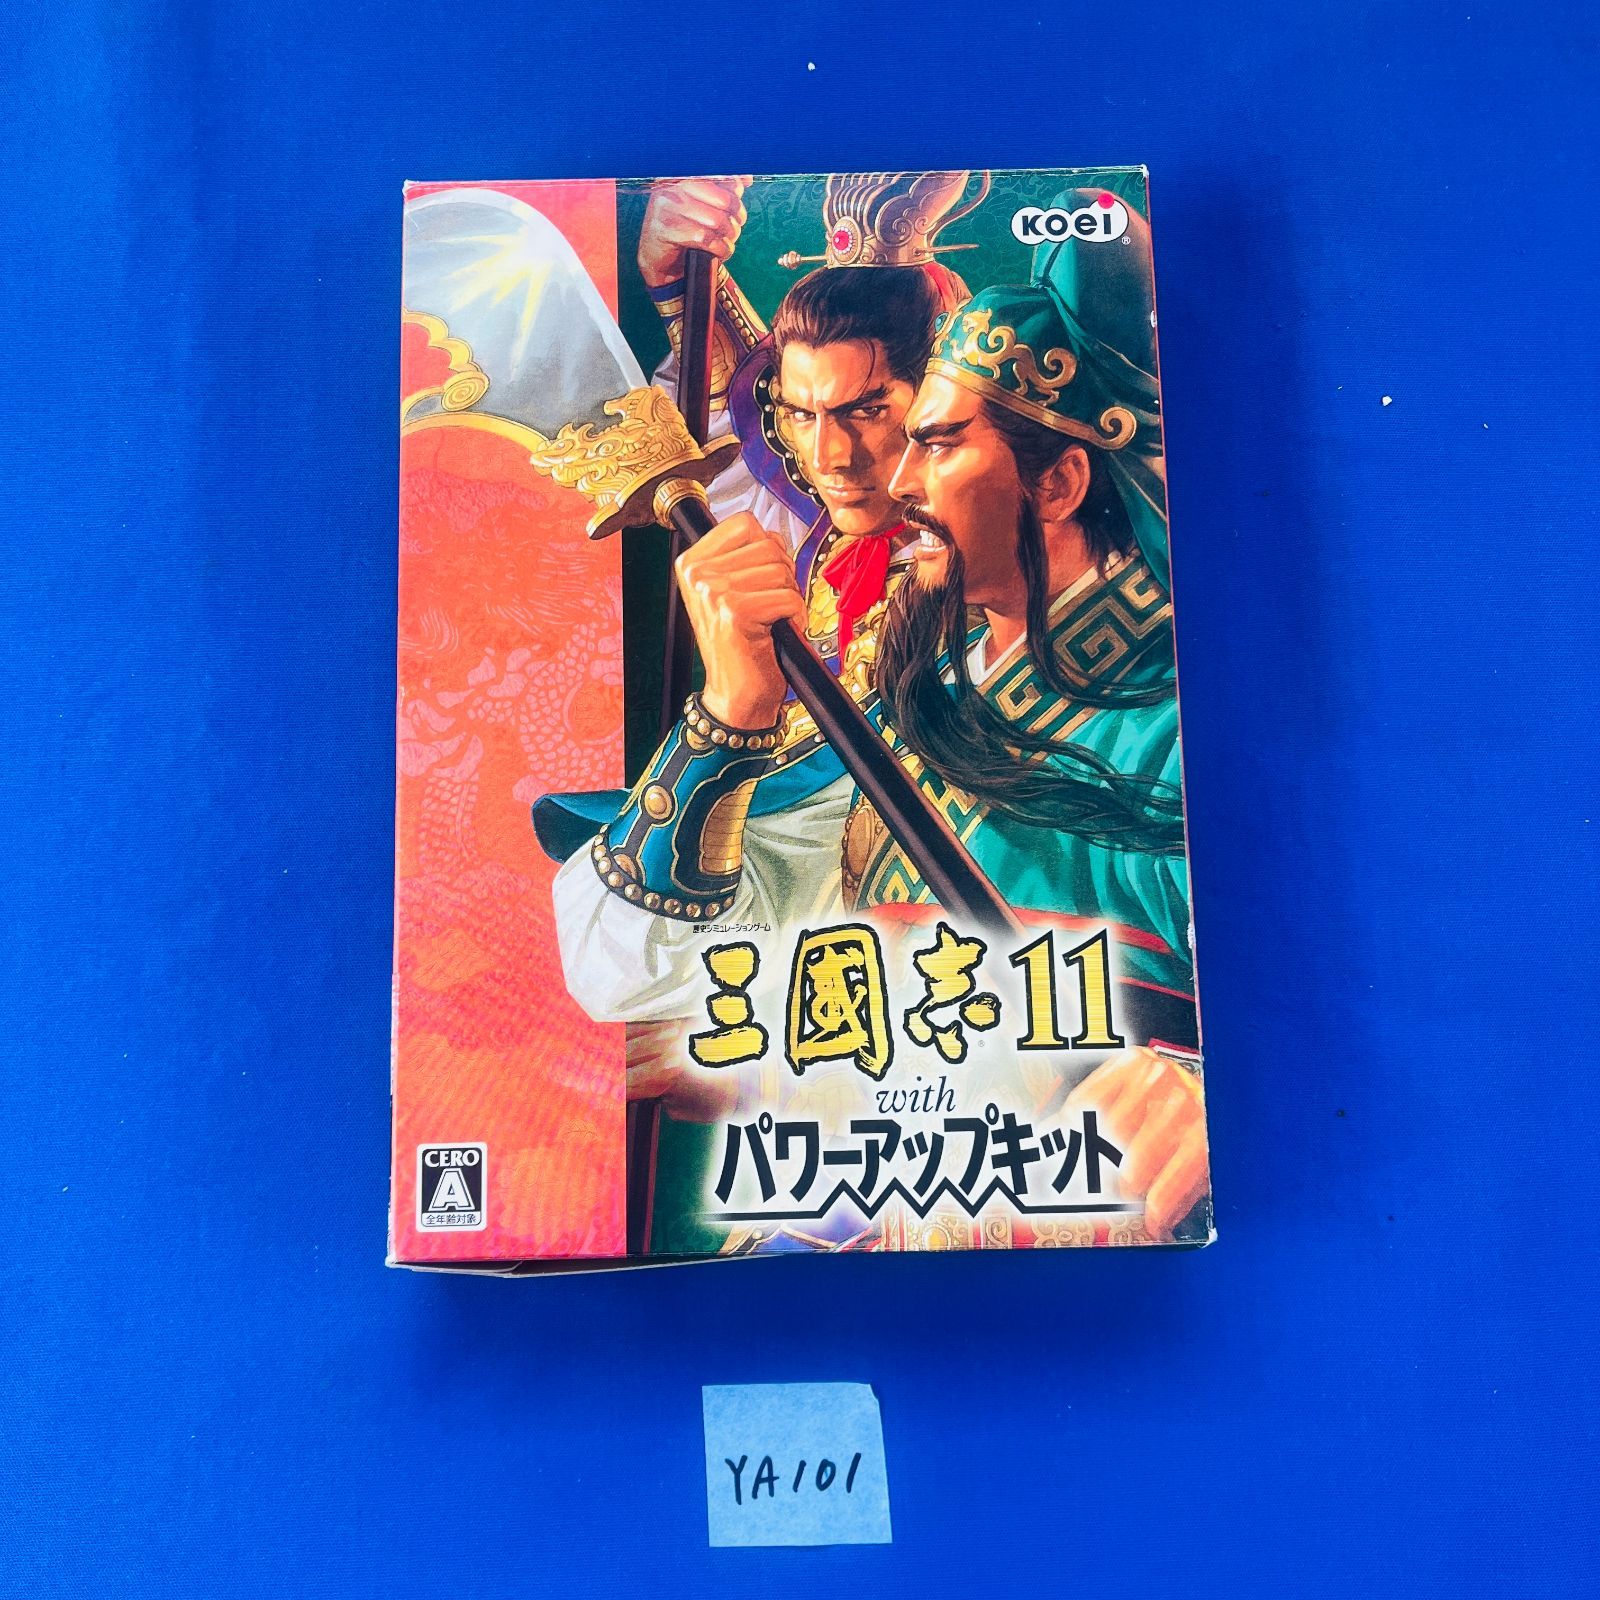 KOEI
®
歴史シミュレーションゲーム
三國志11
®
with
パワーアップキット
CERO
A
全年齢対象
YA101